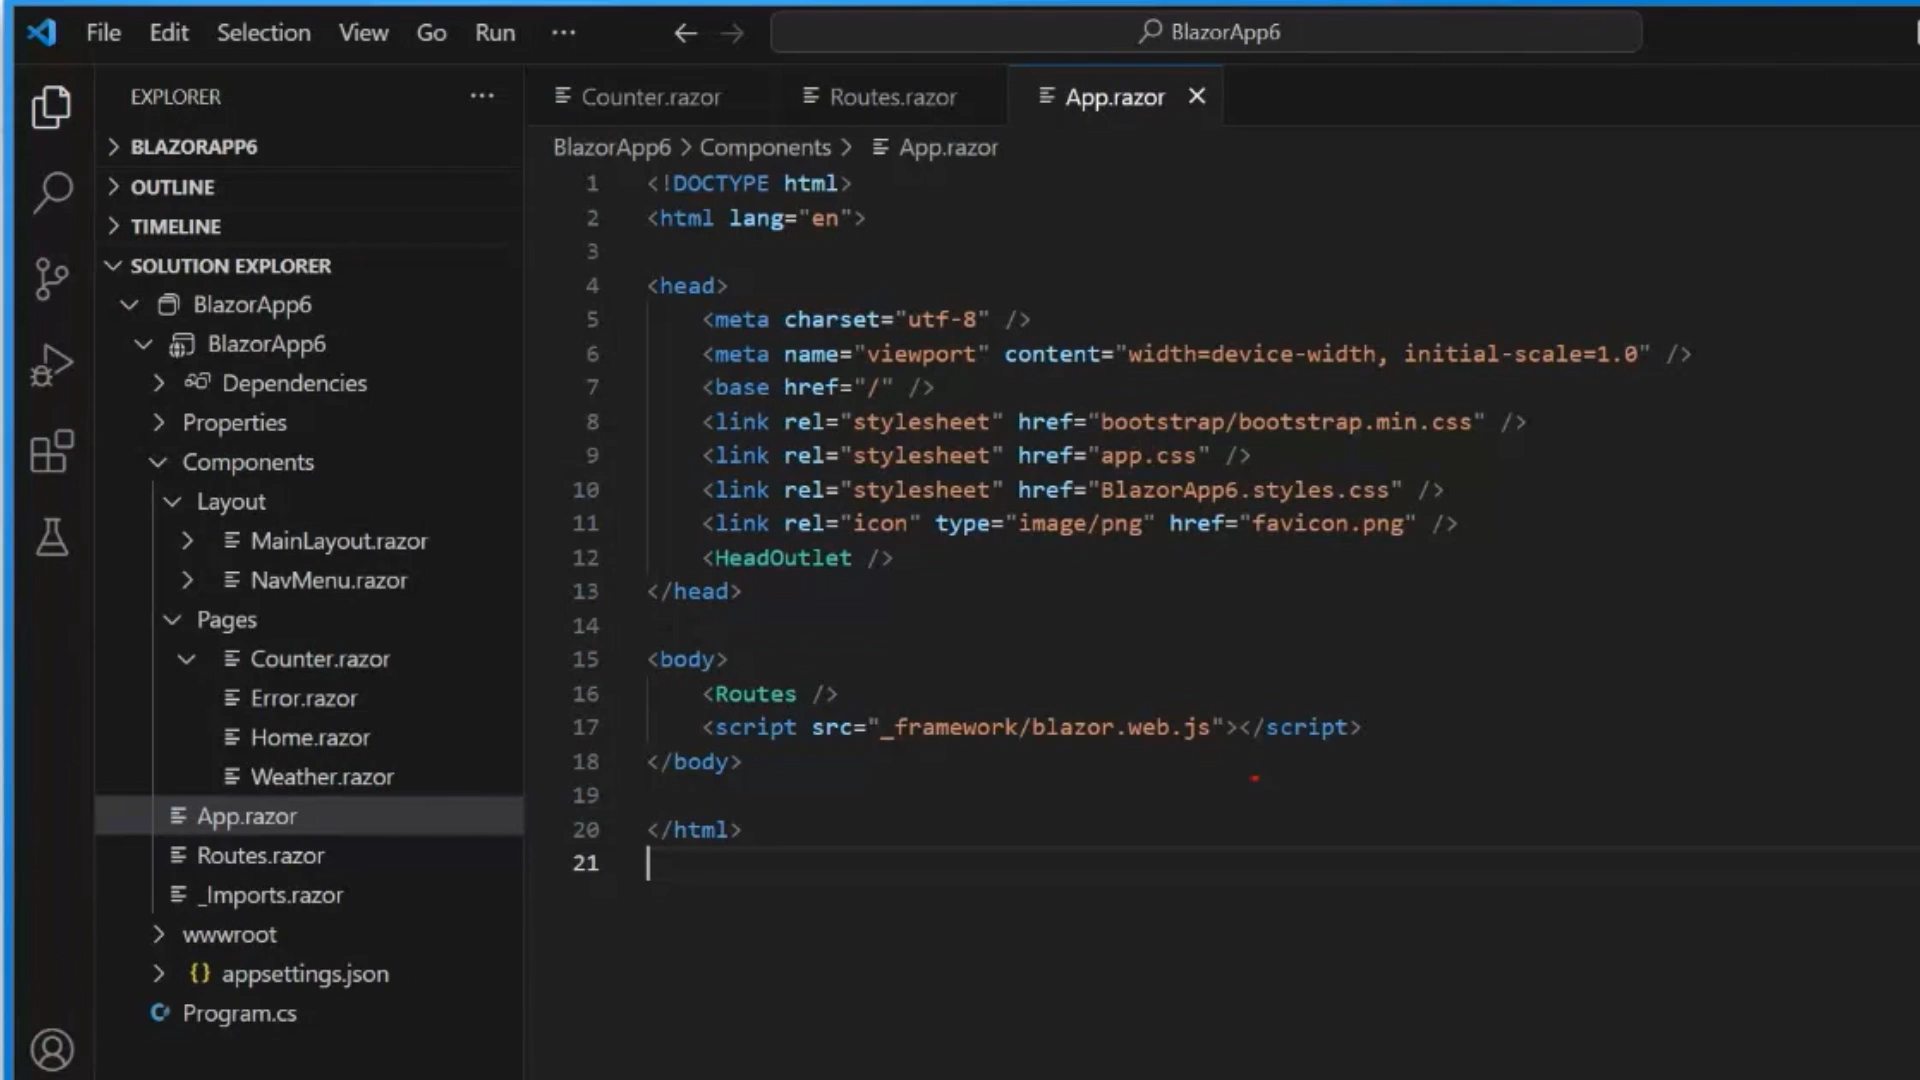 File Edit Selection View Go Run ··· BlazorApp6
EXPLORER ···
BLAZORAPP6
OUTLINE
TIMELINE
SOLUTION EXPLORER
BlazorApp6
BlazorApp6
Dependencies
Properties
Components
Layout
MainLayout.razor
NavMenu.razor
Pages
Counter.razor
Error.razor
Home.razor
Weather.razor
App.razor
Routes.razor
_Imports.razor
wwwroot
{} appsettings.json
Program.cs
Counter.razor Routes.razor App.razor
BlazorApp6 > Components > App.razor
1 <!DOCTYPE html>
2 <html lang="en">
3
4 <head>
5 <meta charset="utf-8" />
6 <meta name="viewport" content="width=device-width, initial-scale=1.0" />
7 <base href="/" />
8 <link rel="stylesheet" href="bootstrap/bootstrap.min.css" />
9 <link rel="stylesheet" href="app.css" />
10 <link rel="stylesheet" href="BlazorApp6.styles.css" />
11 <link rel="icon" type="image/png" href="favicon.png" />
12 <HeadOutlet />
13 </head>
14
15 <body>
16 <Routes />
17 <script src="_framework/blazor.web.js"></script>
18 </body>
19
20 </html>
21